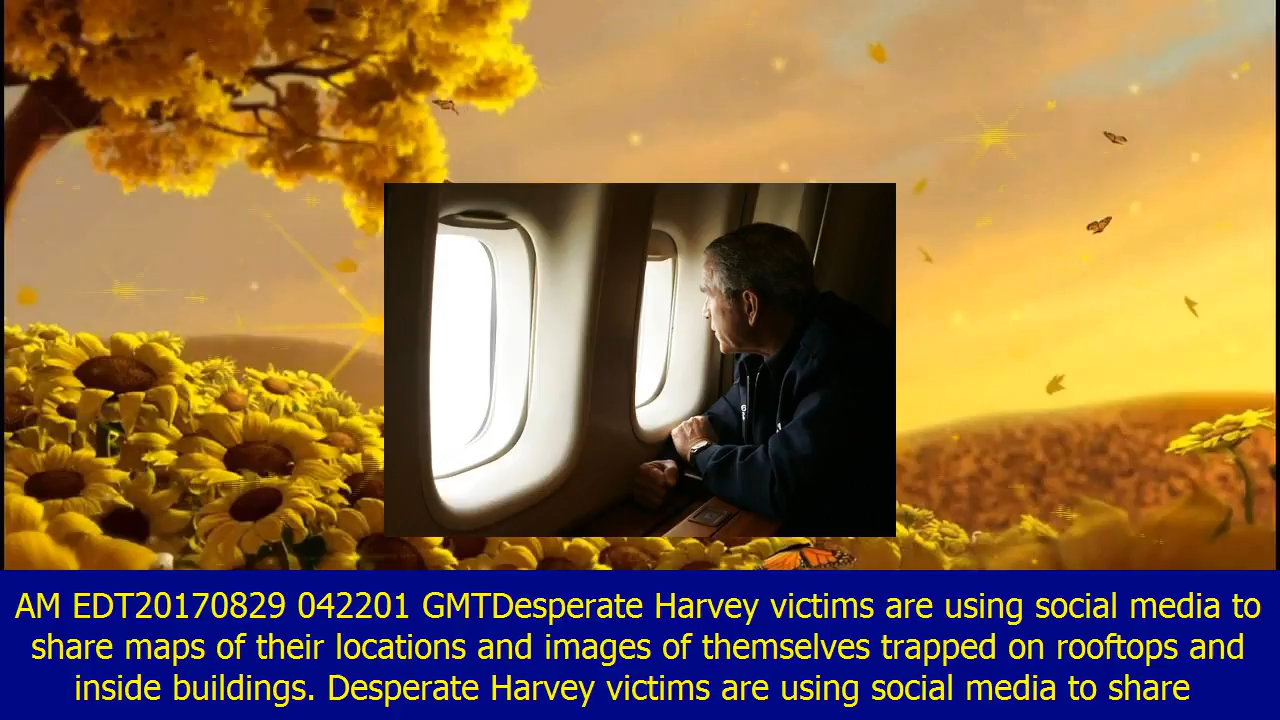 AM EDT20170829 042201 GMTDesperate Harvey victims are using social media to
share maps of their locations and images of themselves trapped on rooftops and
inside buildings. Desperate Harvey victims are using social media to share